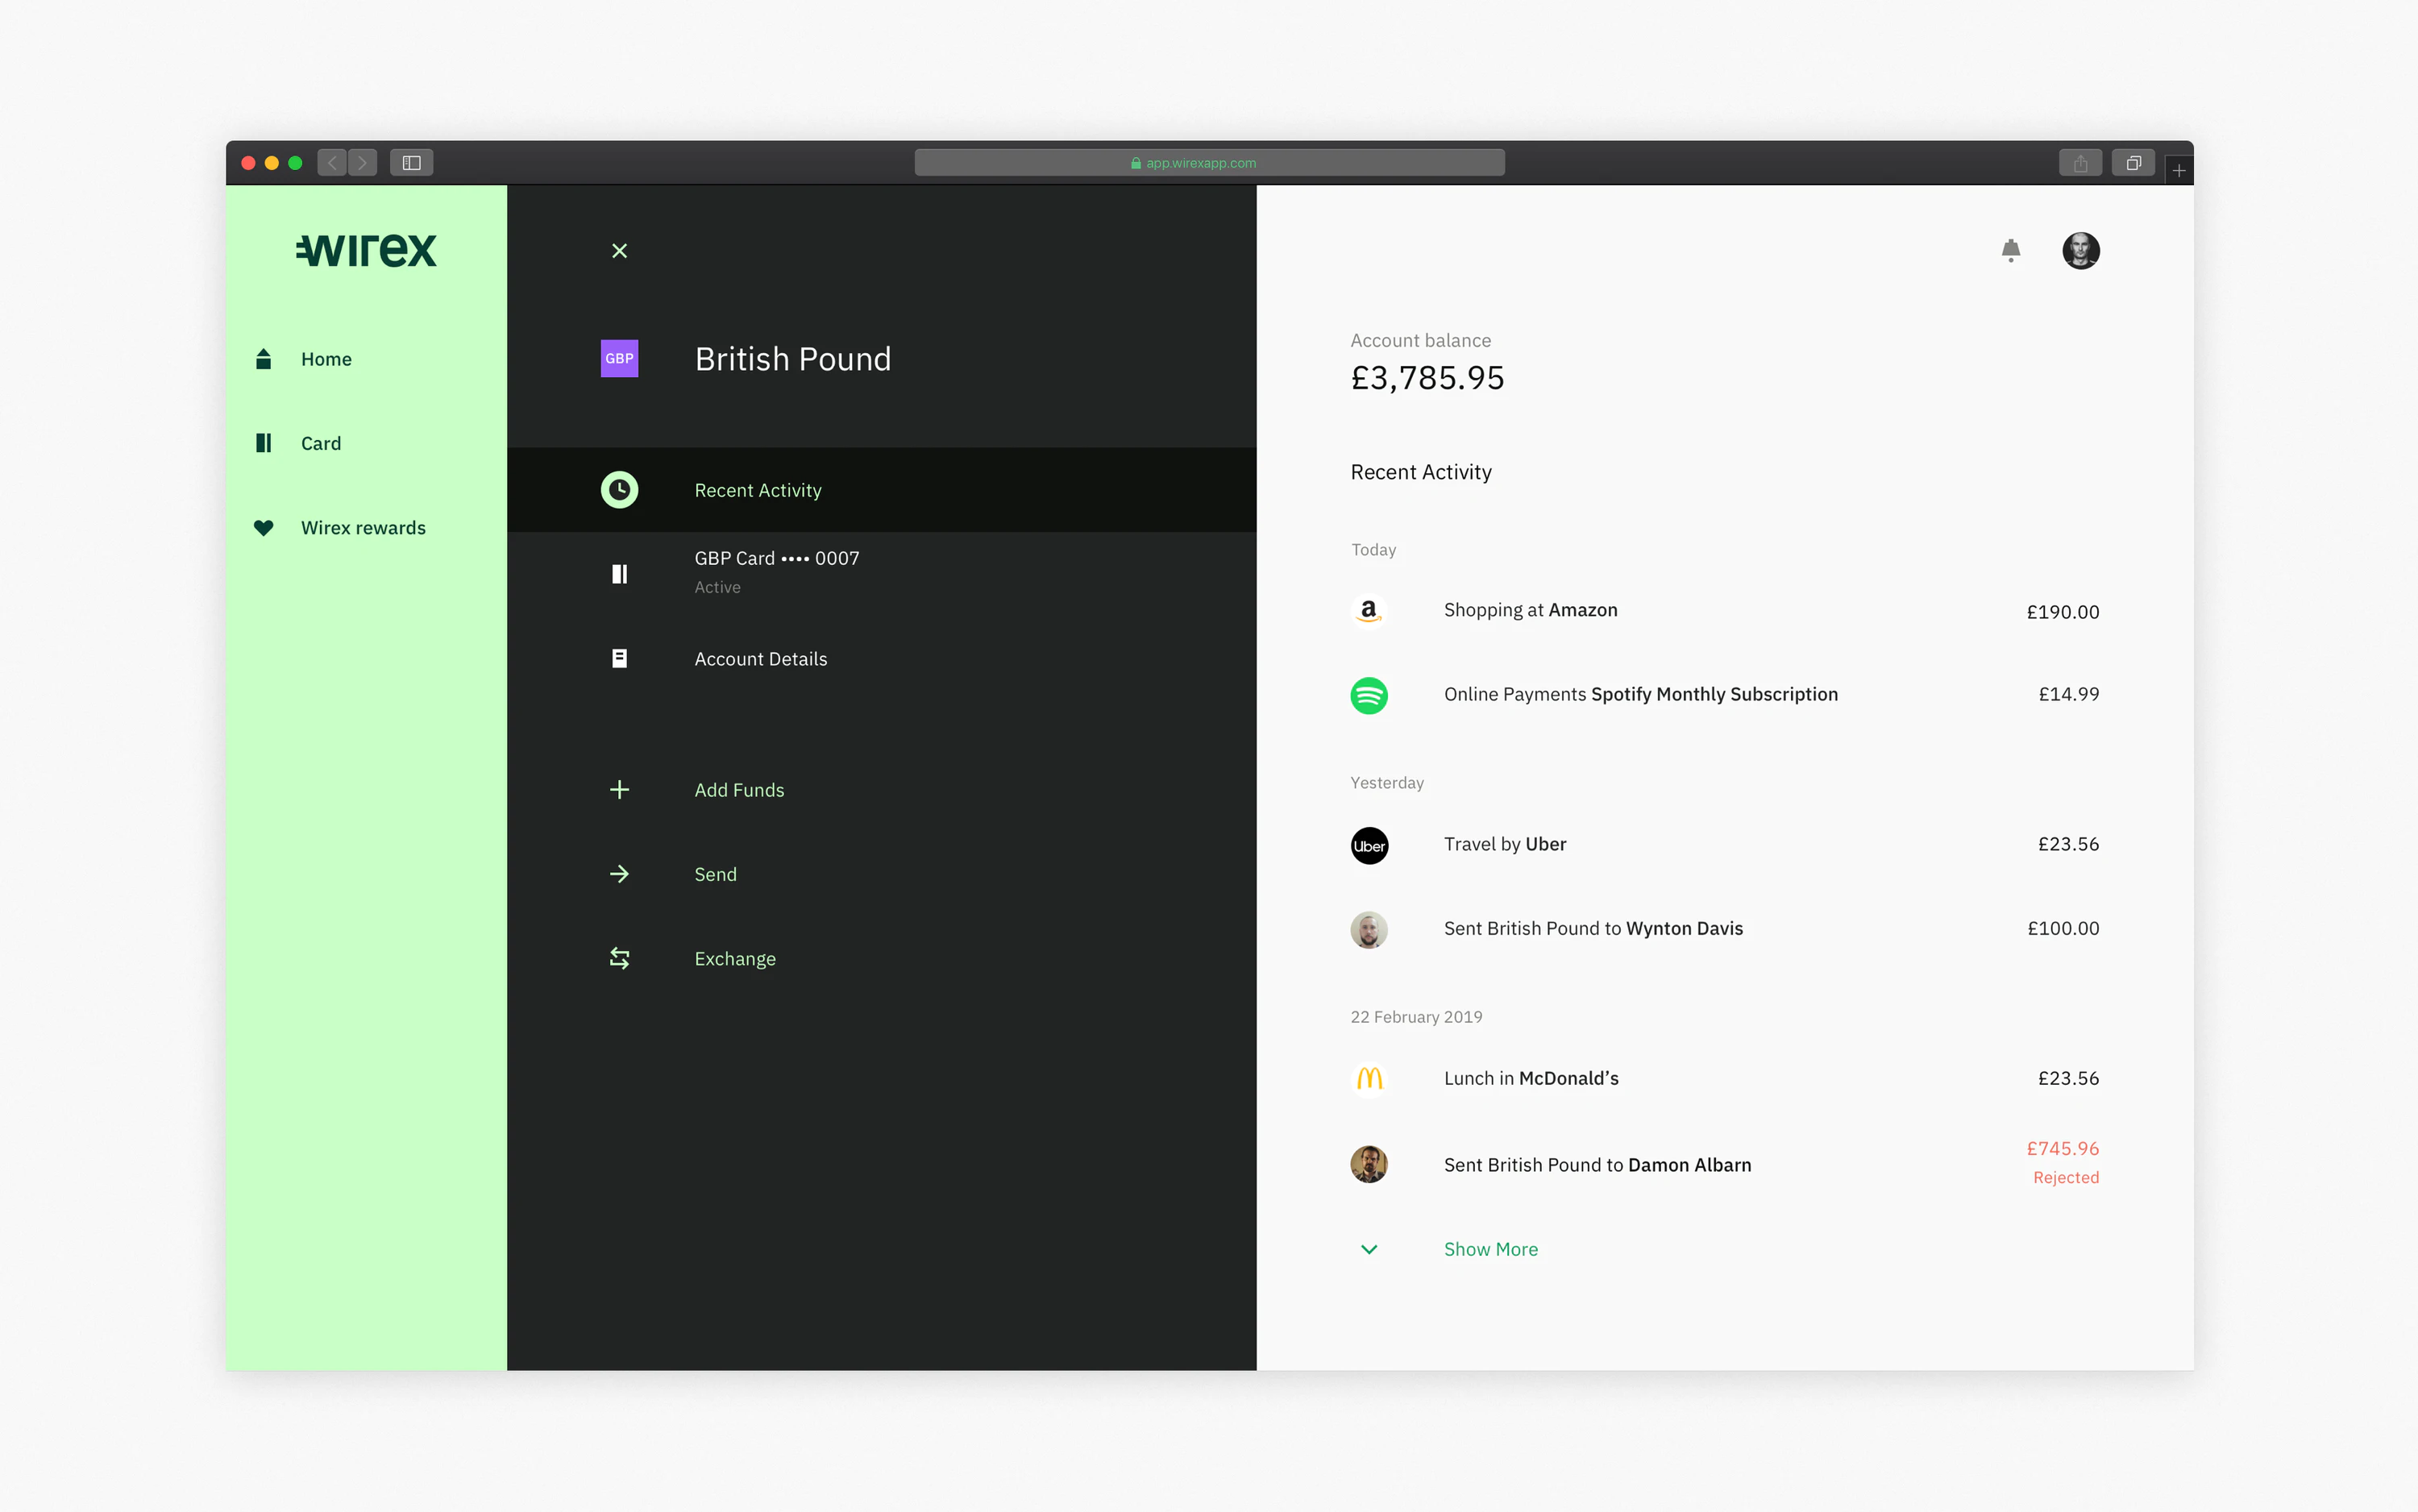 app.wirexapp.com
wirex
Home
Card
Wirex rewards
GBP
British Pound
Recent Activity
GBP Card •••• 0007
Active
Account Details
Add Funds
Send
Exchange
Account balance
£3,785.95
Recent Activity
Today
a
Shopping at Amazon £190.00
Online Payments Spotify Monthly Subscription £14.99
Yesterday
Uber
Travel by Uber £23.56
Sent British Pound to Wynton Davis £100.00
22 February 2019
Lunch in McDonald’s £23.56
Sent British Pound to Damon Albarn £745.96
Rejected
Show More